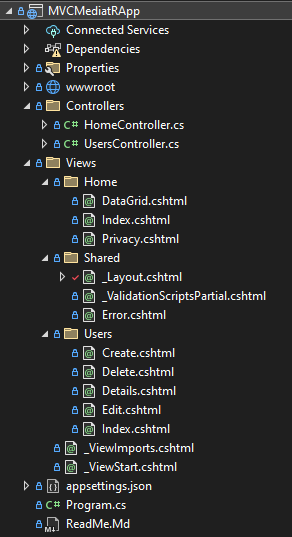 MVCMediatRApp
Connected Services
Dependencies
Properties
wwwroot
Controllers
C# HomeController.cs
C# UsersController.cs
Views
Home
@ DataGrid.cshtml
@ Index.cshtml
@ Privacy.cshtml
Shared
@ _Layout.cshtml
@ _ValidationScriptsPartial.cshtml
@ Error.cshtml
Users
@ Create.cshtml
@ Delete.cshtml
@ Details.cshtml
@ Edit.cshtml
@ Index.cshtml
@ _ViewImports.cshtml
@ _ViewStart.cshtml
appsettings.json
C# Program.cs
M↓ ReadMe.Md